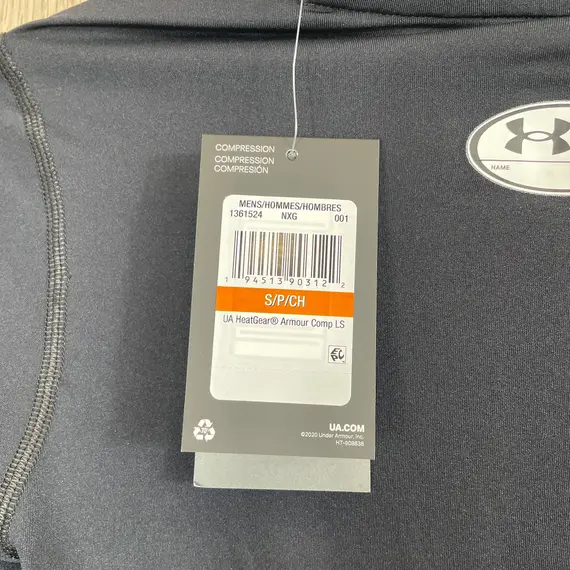 COMPRESSION
COMPRESSION
COMPRESIÓN
MENS/HOMMES/HOMBRES
1361524 NXG 001
1 94513 90312 2
S/P/CH
UA HeatGear® Armour Comp LS
UA.COM
©2020 Under Armour, Inc.
NAME